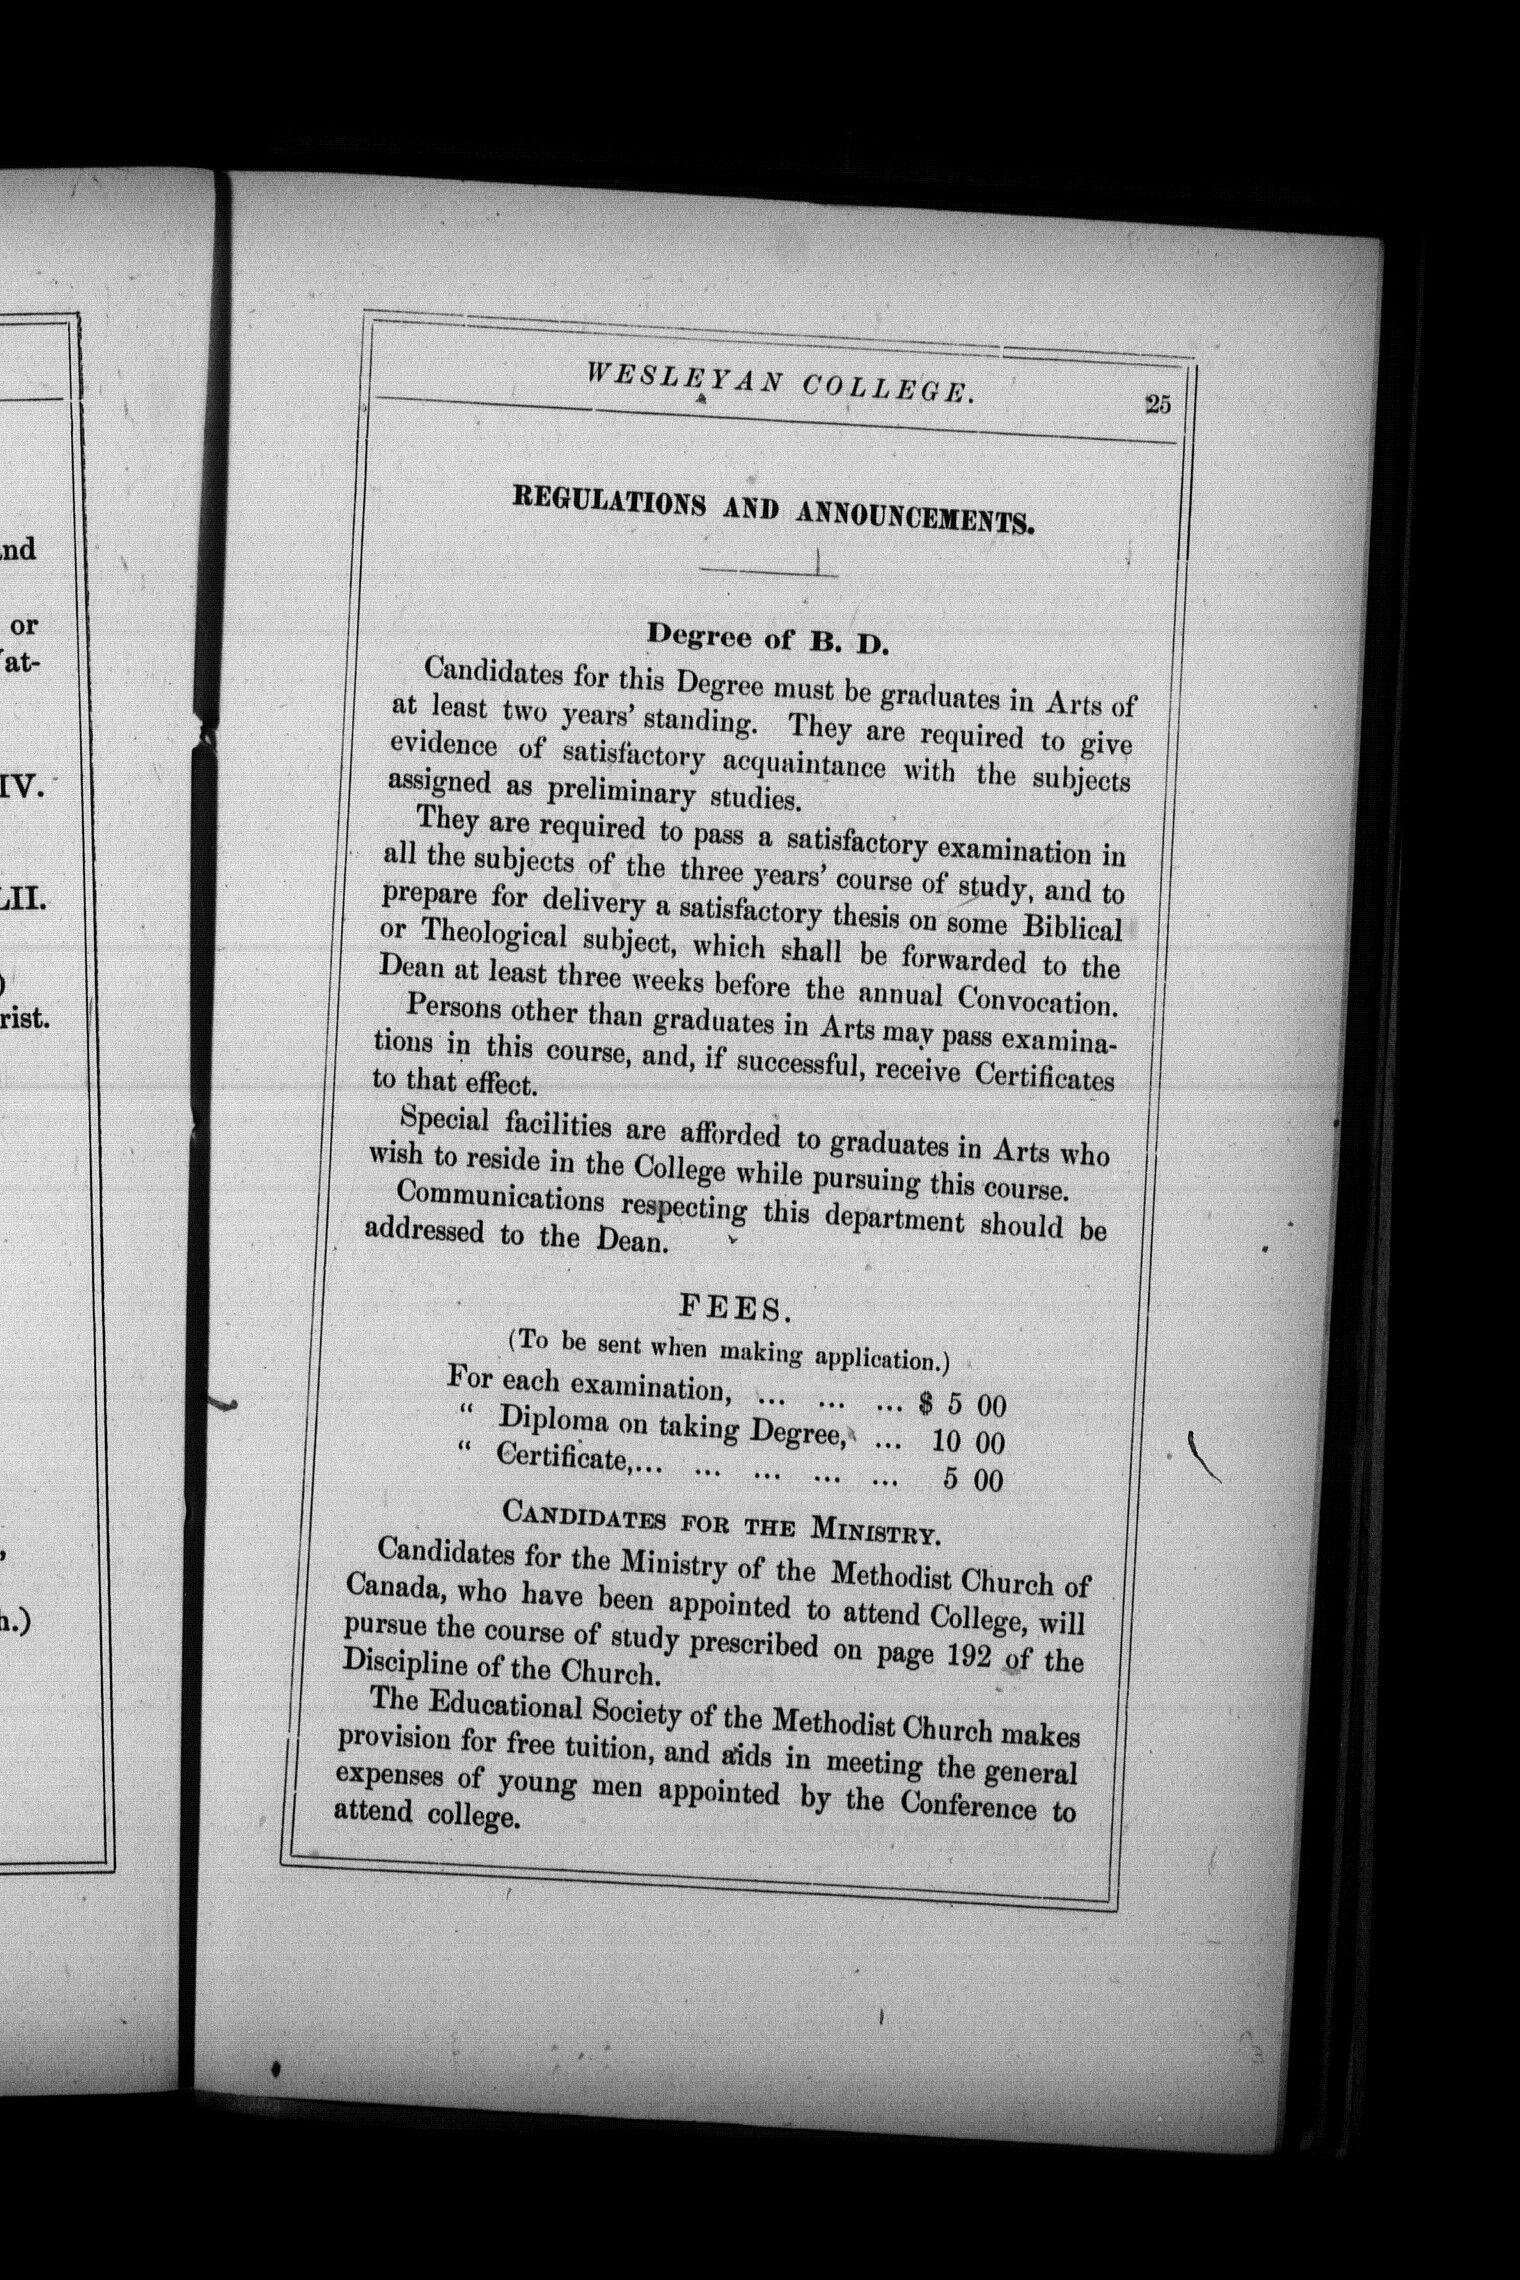 nd
or
at-
IV.
LII.
)
rist.
,
h.)
WESLEYAN COLLEGE. 25
REGULATIONS AND ANNOUNCEMENTS.
Degree of B. D.
Candidates for this Degree must be graduates in Arts of
at least two years' standing. They are required to give
evidence of satisfactory acquaintance with the subjects
assigned as preliminary studies.
They are required to pass a satisfactory examination in
all the subjects of the three years' course of study, and to
prepare for delivery a satisfactory thesis on some Biblical
or Theological subject, which shall be forwarded to the
Dean at least three weeks before the annual Convocation.
Persons other than graduates in Arts may pass examina-
tions in this course, and, if successful, receive Certificates
to that effect.
Special facilities are afforded to graduates in Arts who
wish to reside in the College while pursuing this course.
Communications respecting this department should be
addressed to the Dean.
FEES.
(To be sent when making application.)
For each examination, ... ... ... $ 5 00
“ Diploma on taking Degree, ... 10 00
“ Certificate,... ... ... ... ... 5 00
CANDIDATES FOR THE MINISTRY.
Candidates for the Ministry of the Methodist Church of
Canada, who have been appointed to attend College, will
pursue the course of study prescribed on page 192 of the
Discipline of the Church.
The Educational Society of the Methodist Church makes
provision for free tuition, and aids in meeting the general
expenses of young men appointed by the Conference to
attend college.